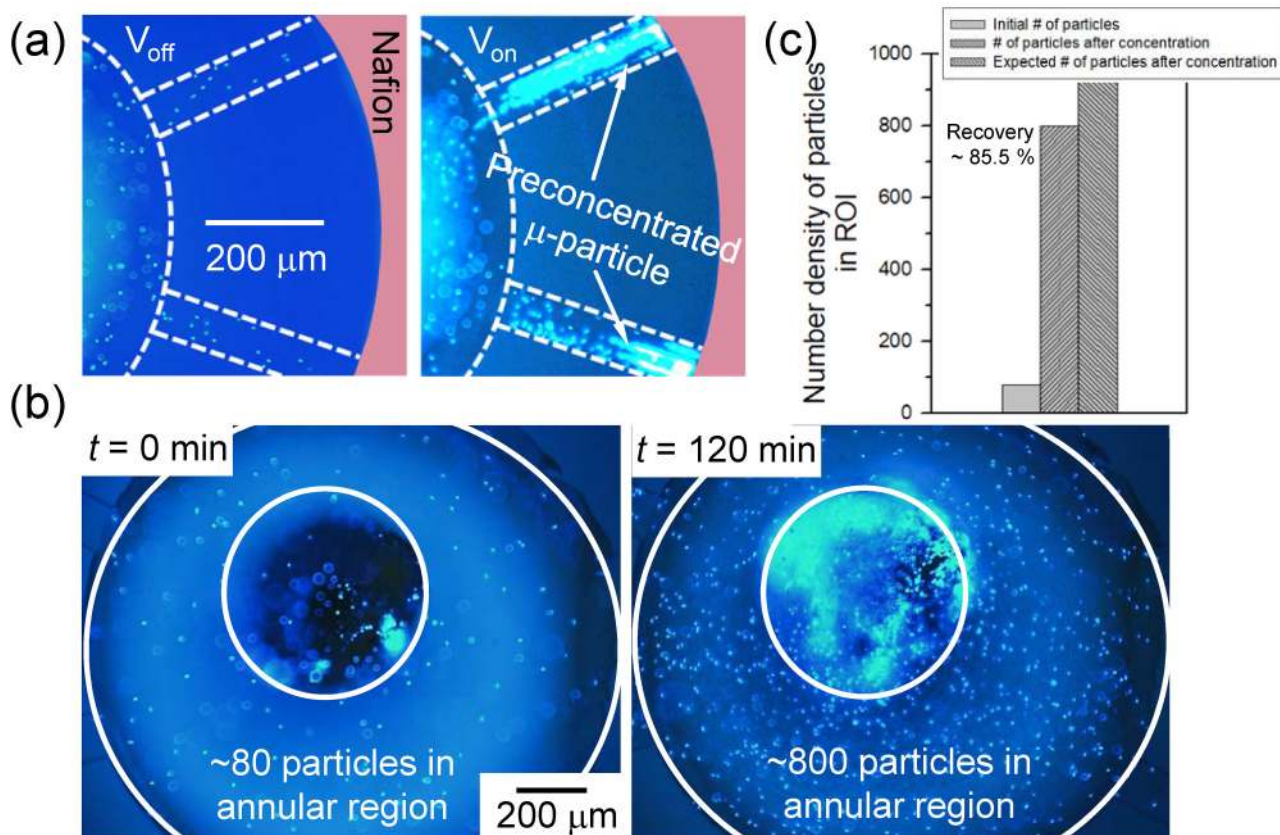 (a)
V_off
Nafion
200 μm
V_on
Preconcentrated
μ-particle
(c)
Initial # of particles
# of particles after concentration
Expected # of particles after concentration
Number density of particles
in ROI
1000
800
600
400
200
0
Recovery
~ 85.5 %
(b)
t = 0 min
~80 particles in
annular region
200 μm
t = 120 min
~800 particles in
annular region